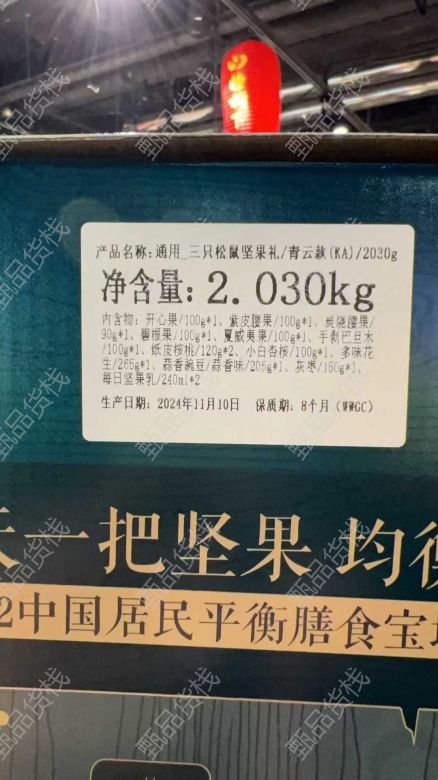 产品名称:通用_三只松鼠坚果礼/青云款(KA)/2030g
净含量: 2.030kg
内含物: 开心果/100g*1、紫皮腰果/100g*1、炭烧腰果/
90g*1、碧根果/100g*1、夏威夷果/100g*1、手剥巴旦木
/100g*1、纸皮核桃/120g*2、小白杏核/100g*1、多味花
生/265g*1、蒜香豌豆/蒜香味/205g*1、灰枣/150g*1、
每日坚果乳/240ml*2
生产日期: 2024年11月10日 保质期: 8个月 (WWGC)
天一把坚果 均衡
2中国居民平衡膳食宝塔
甄品货栈